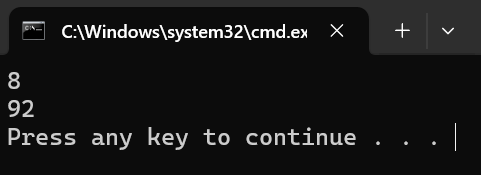 C:\Windows\system32\cmd.ex
8
92
Press any key to continue . . .